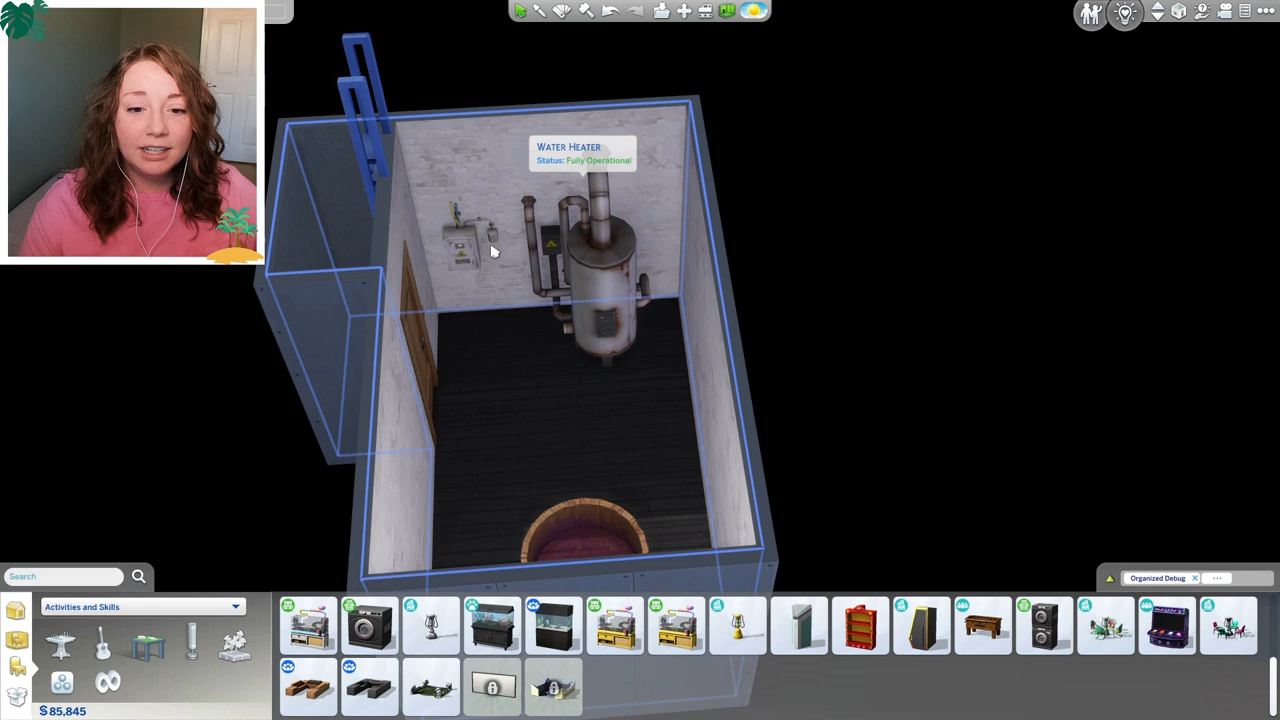 WATER HEATER
Status: Fully Operational
Search
Organized Debug
Activities and Skills
$85,845